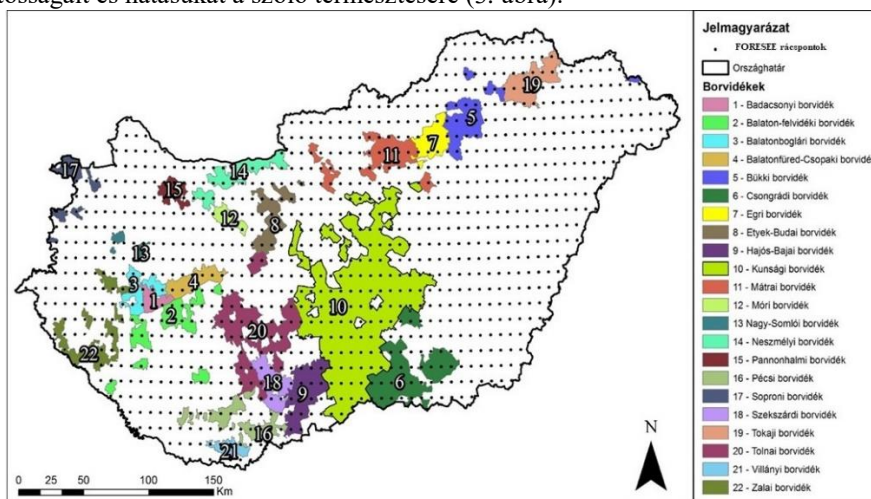 tosságait és hatásukat a szőlő termesztésére (3. ábra).
Jelmagyarázat
FORESEE rácspontok
Országhatár
Borvidékek
1 - Badacsonyi borvidék
2 - Balaton-felvidéki borvidék
3 - Balatonboglári borvidék
4 - Balatonfüred-Csopaki borvidék
5 - Bükki borvidék
6 - Csongrádi borvidék
7 - Egri borvidék
8 - Etyek-Budai borvidék
9 - Hajós-Bajai borvidék
10 - Kunsági borvidék
11 - Mátrai borvidék
12 - Móri borvidék
13 Nagy-Somlói borvidék
14 - Neszmélyi borvidék
15 - Pannonhalmi borvidék
16 - Pécsi borvidék
17 - Soproni borvidék
18 - Szekszárdi borvidék
19 - Tokaji borvidék
20 - Tolnai borvidék
21 - Villányi borvidék
22 - Zalai borvidék
19
5
7
11
17
14
15
12
8
13
3
4
1
2
10
20
22
18
9
6
16
21
N
0 25 50 100 150
Km